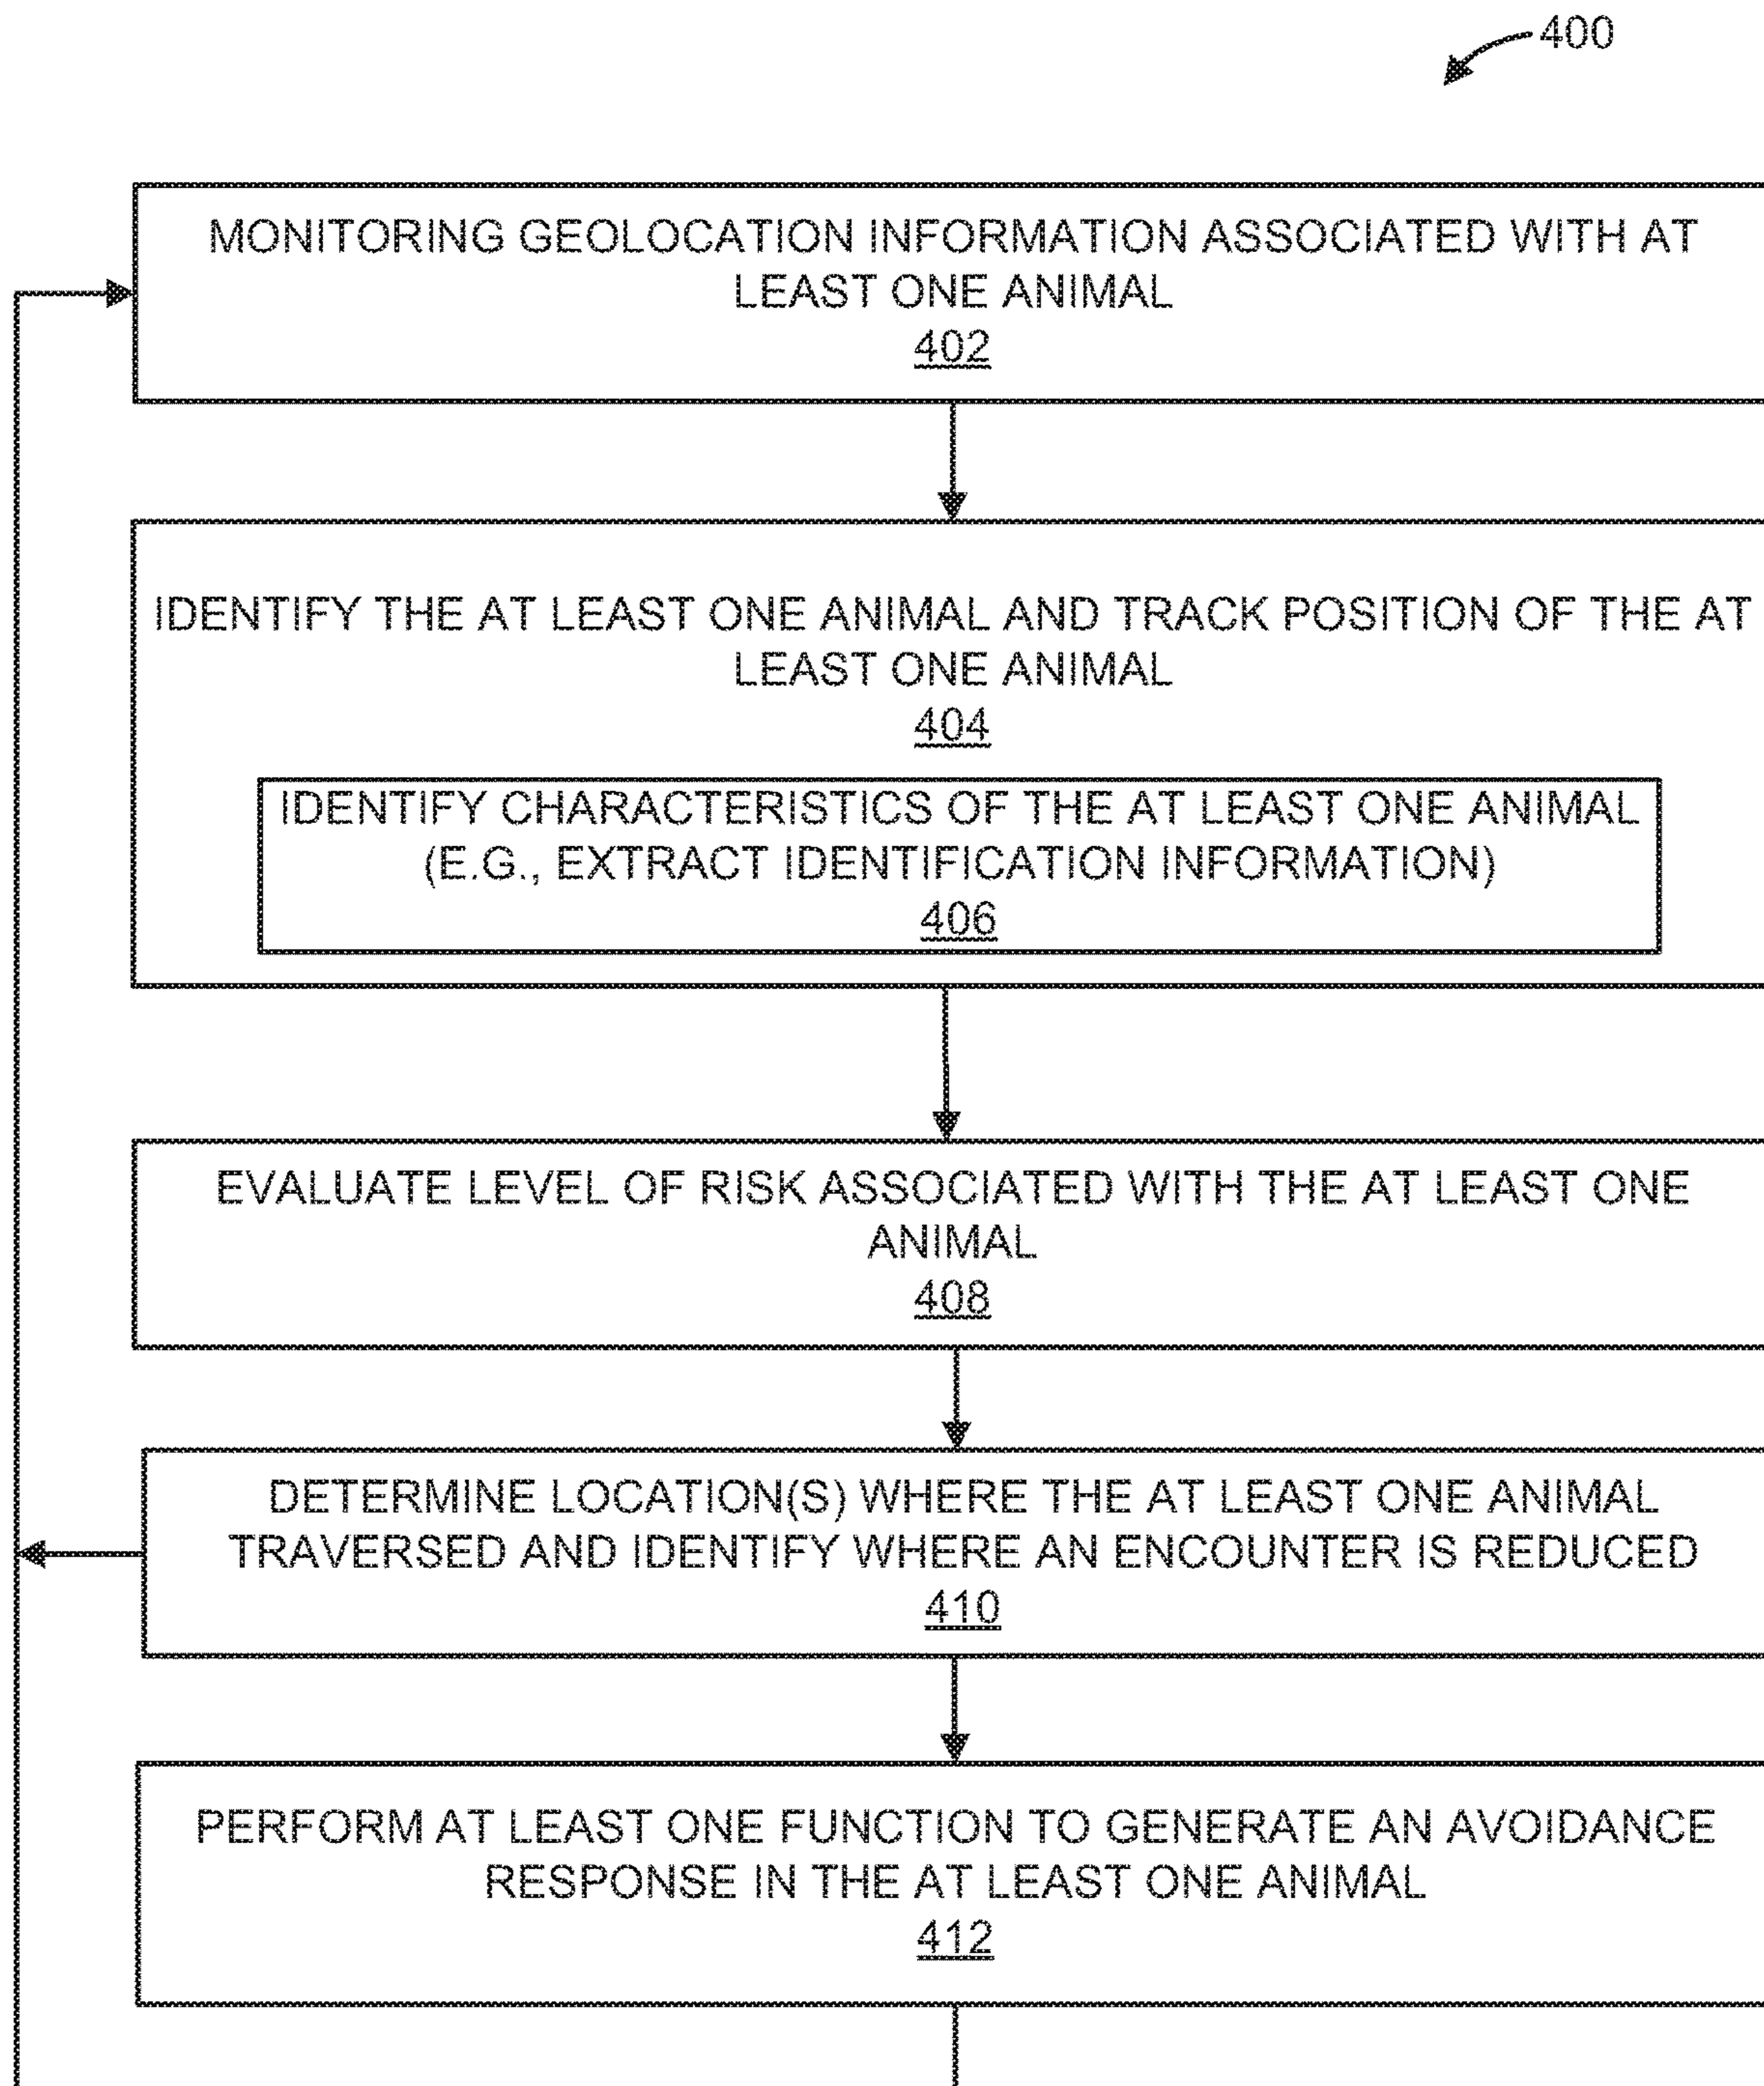 400
MONITORING GEOLOCATION INFORMATION ASSOCIATED WITH AT
LEAST ONE ANIMAL
402
IDENTIFY THE AT LEAST ONE ANIMAL AND TRACK POSITION OF THE AT
LEAST ONE ANIMAL
404
IDENTIFY CHARACTERISTICS OF THE AT LEAST ONE ANIMAL
(E.G., EXTRACT IDENTIFICATION INFORMATION)
406
EVALUATE LEVEL OF RISK ASSOCIATED WITH THE AT LEAST ONE
ANIMAL
408
DETERMINE LOCATION(S) WHERE THE AT LEAST ONE ANIMAL
TRAVERSED AND IDENTIFY WHERE AN ENCOUNTER IS REDUCED
410
PERFORM AT LEAST ONE FUNCTION TO GENERATE AN AVOIDANCE
RESPONSE IN THE AT LEAST ONE ANIMAL
412